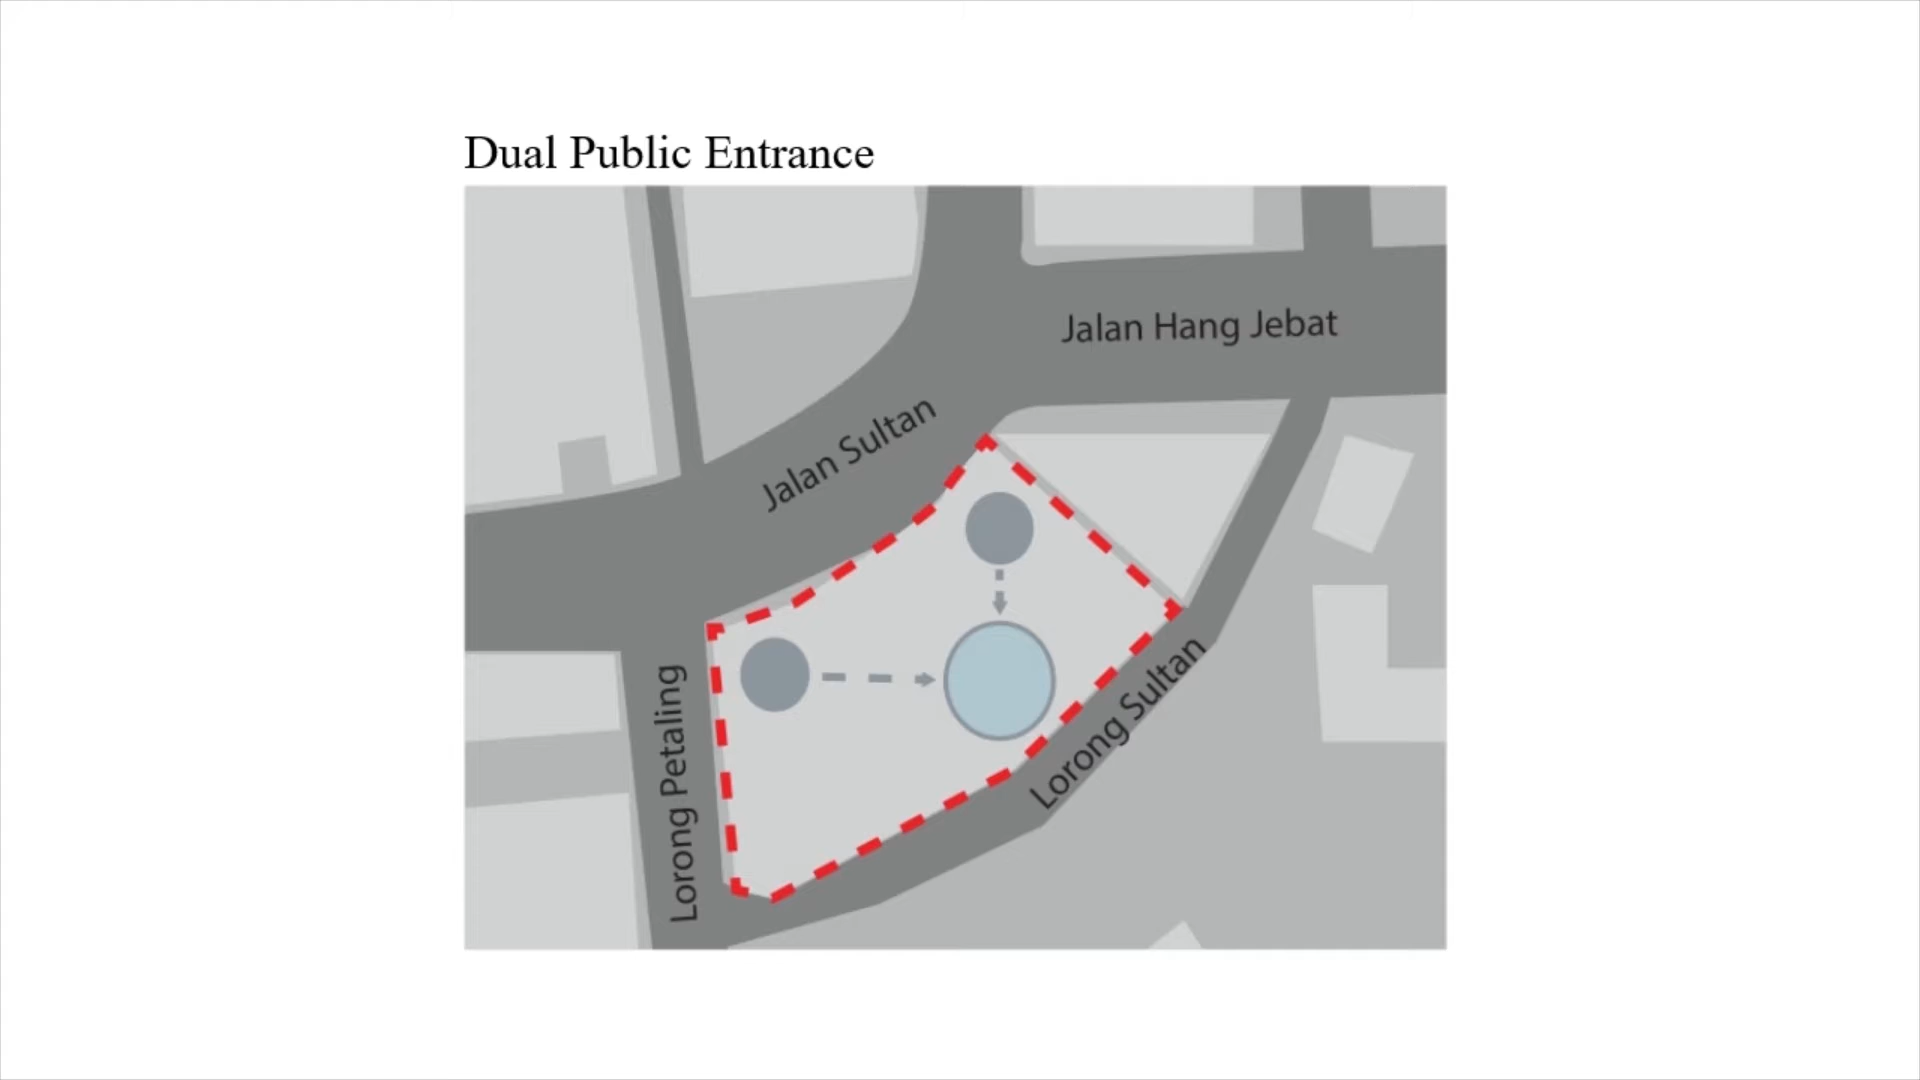 Dual Public Entrance
Jalan Hang Jebat
Jalan Sultan
Lorong Petaling
Lorong Sultan